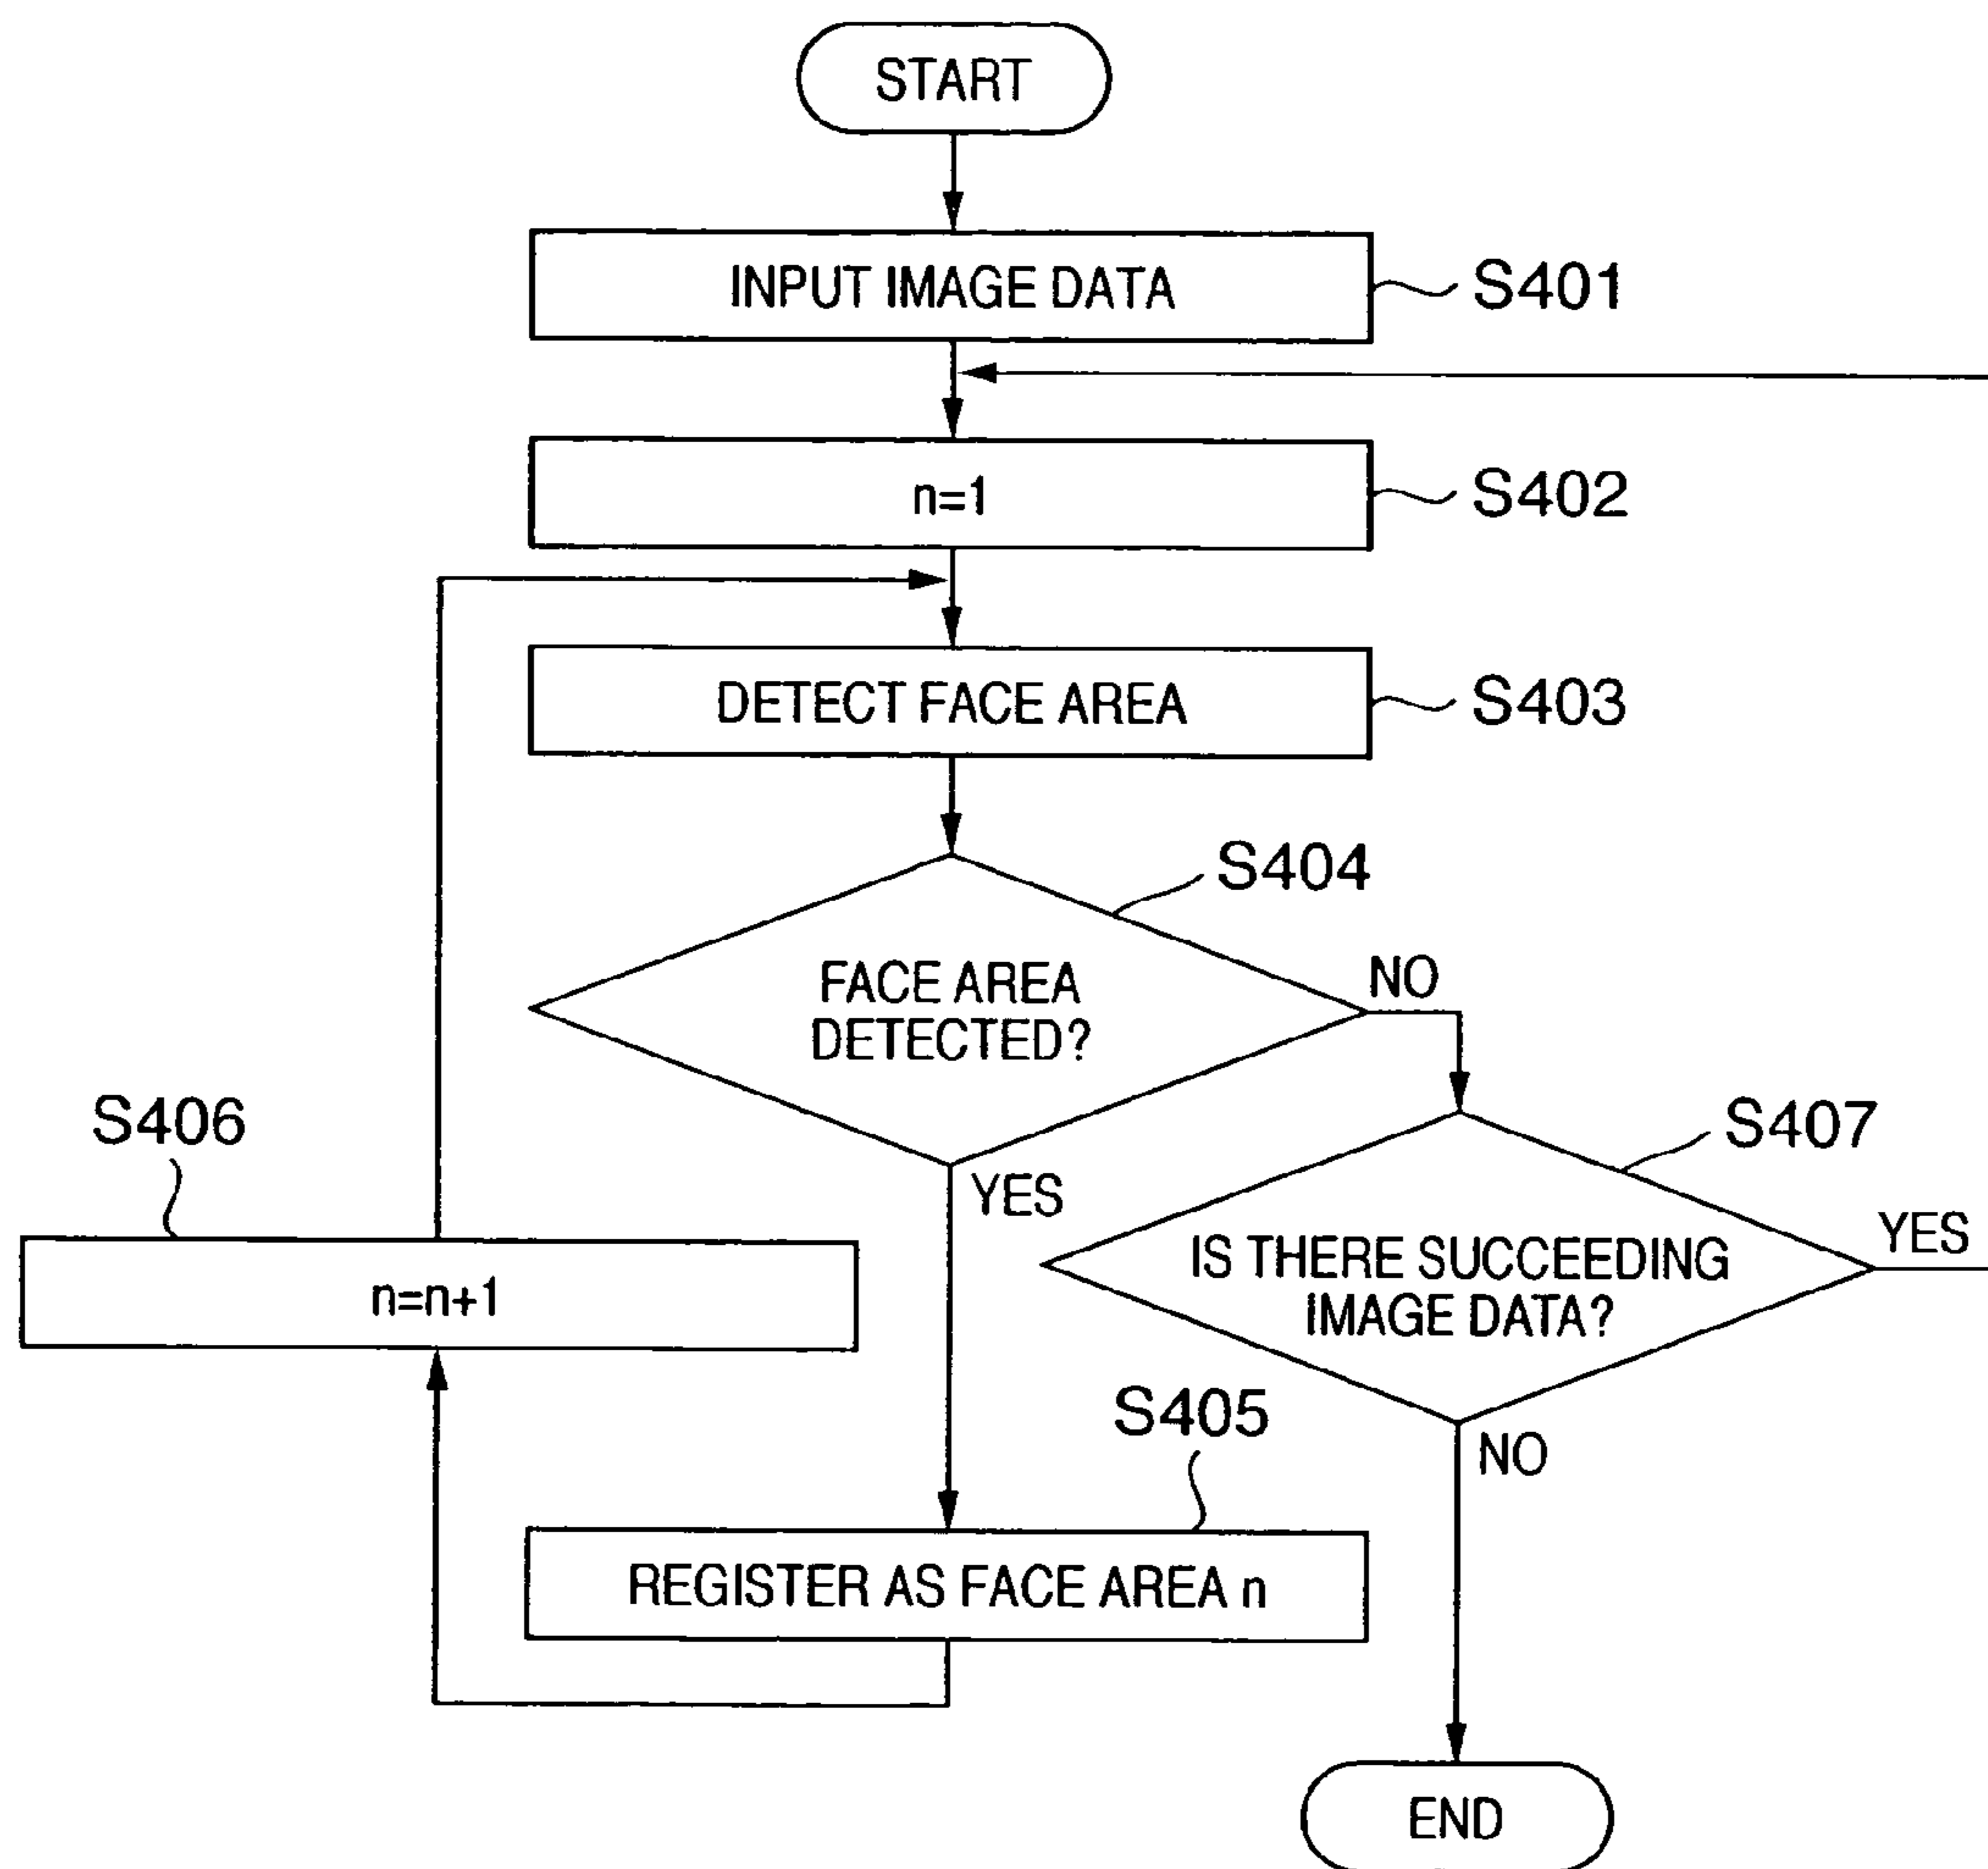 START
INPUT IMAGE DATA
S401
n=1
S402
DETECT FACE AREA
S403
S404
FACE AREA
DETECTED?
NO
S406
YES
S407
n=n+1
IS THERE SUCCEEDING
IMAGE DATA?
YES
S405
NO
REGISTER AS FACE AREA n
END